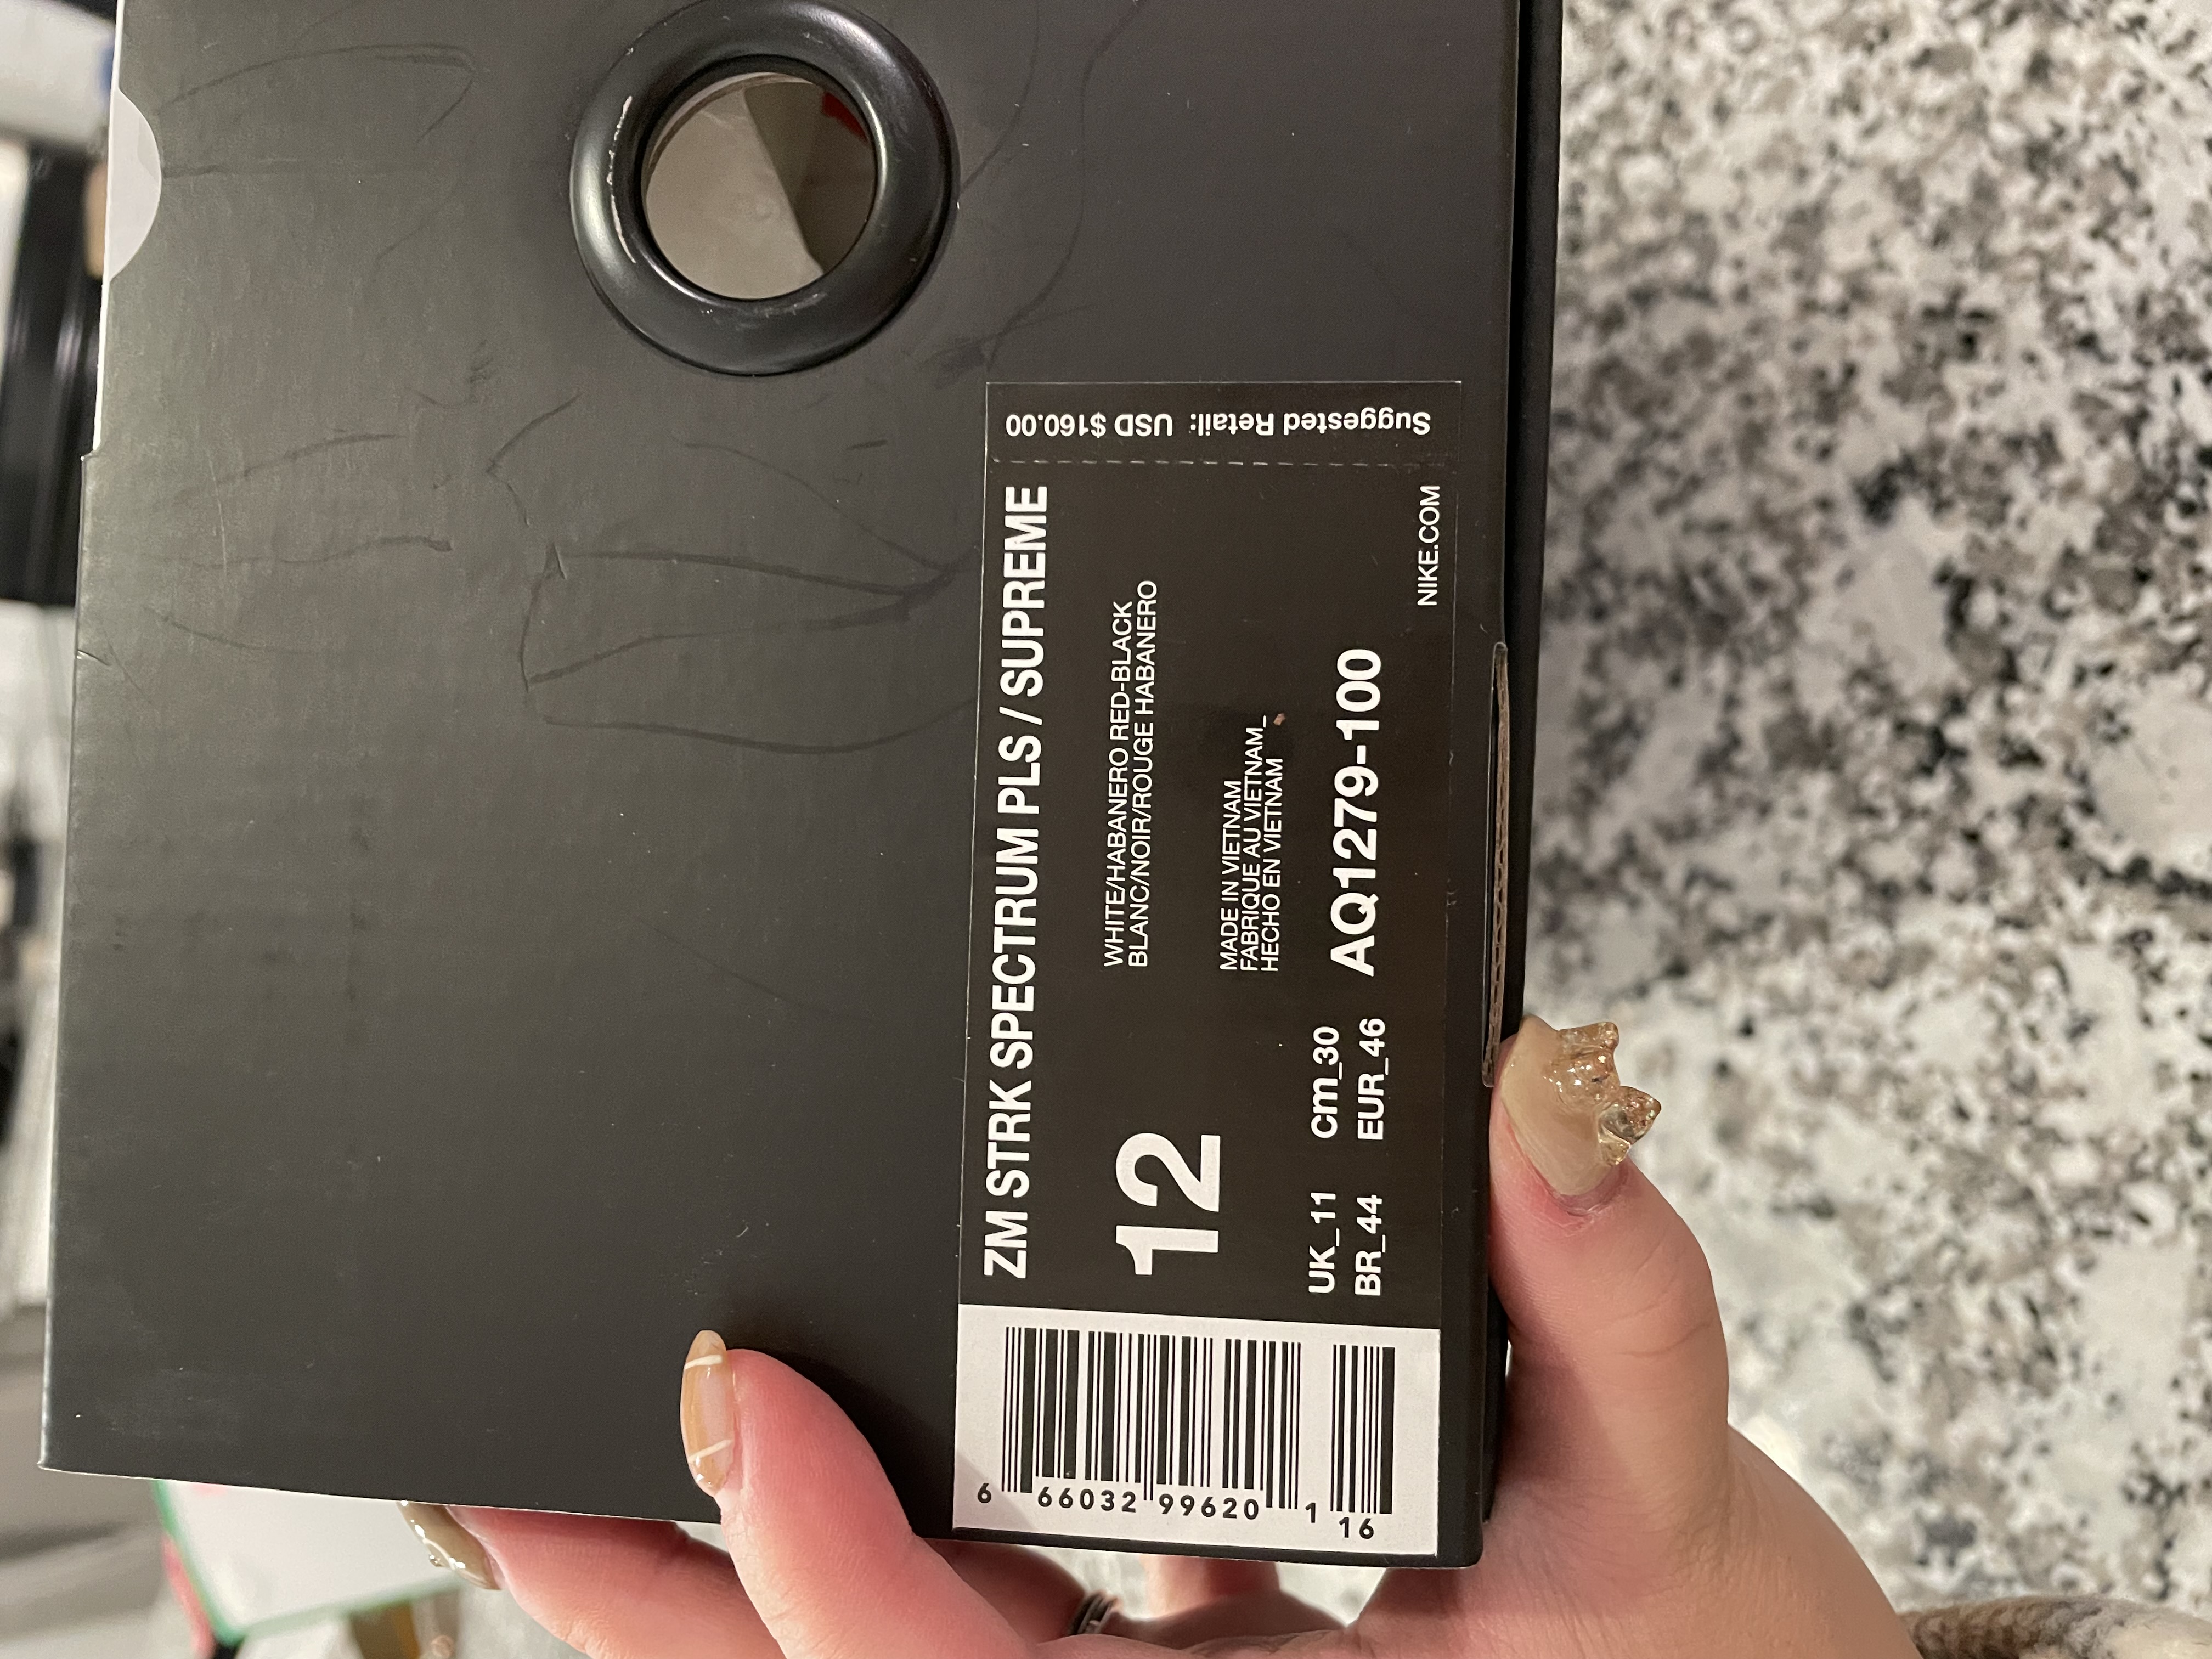 Suggested Retail: USD $160.00
ZM STRK SPECTRUM PLS / SUPREME
WHITE/HABANERO RED-BLACK
BLANC/NOIR/ROUGE HABANERO
12
MADE IN VIETNAM
FABRIQUE AU VIETNAM_
HECHO EN VIETNAM
UK_11 cm_30
BR_44 EUR_46
AQ1279-100
NIKE.COM
6 66032 99620 1 16